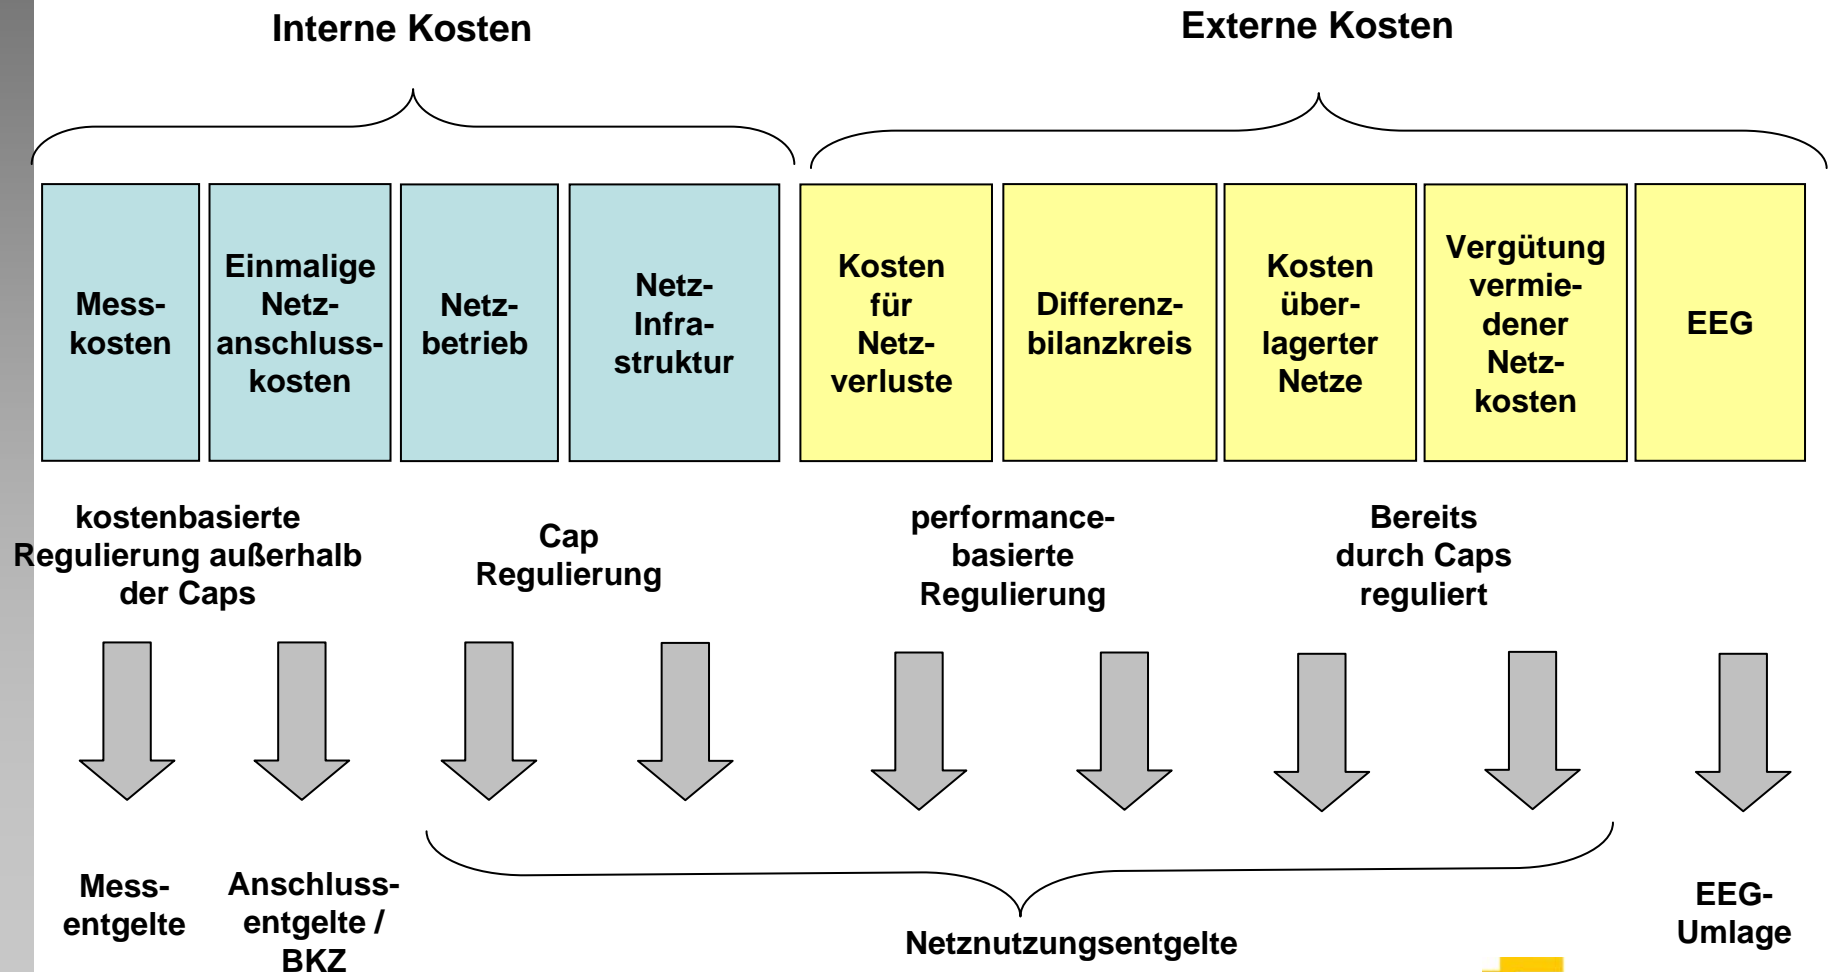 Interne Kosten
Externe Kosten
Mess-
kosten
Einmalige
Netz-
anschluss-
kosten
Netz-
betrieb
Netz-
Infra-
struktur
Kosten
für
Netz-
verluste
Differenz-
bilanzkreis
Kosten
über-
lagerter
Netze
Vergütung
vermie-
dener
Netz-
kosten
EEG
kostenbasierte
Regulierung außerhalb
der Caps
Cap
Regulierung
performance-
basierte
Regulierung
Bereits
durch Caps
reguliert
Mess-
entgelte
Anschluss-
entgelte /
BKZ
Netznutzungsentgelte
EEG-
Umlage